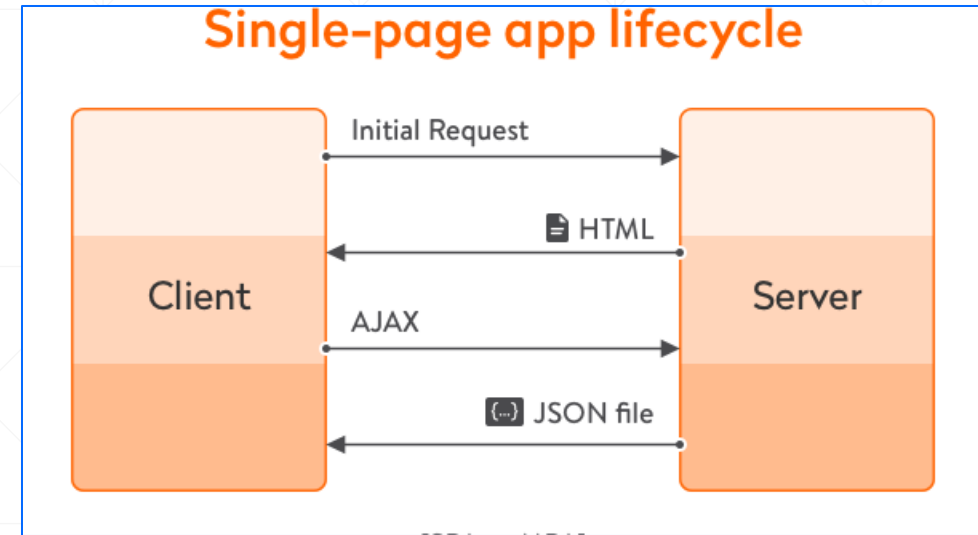 Single-page app lifecycle
Initial Request
HTML
Client
Server
AJAX
{...} JSON file